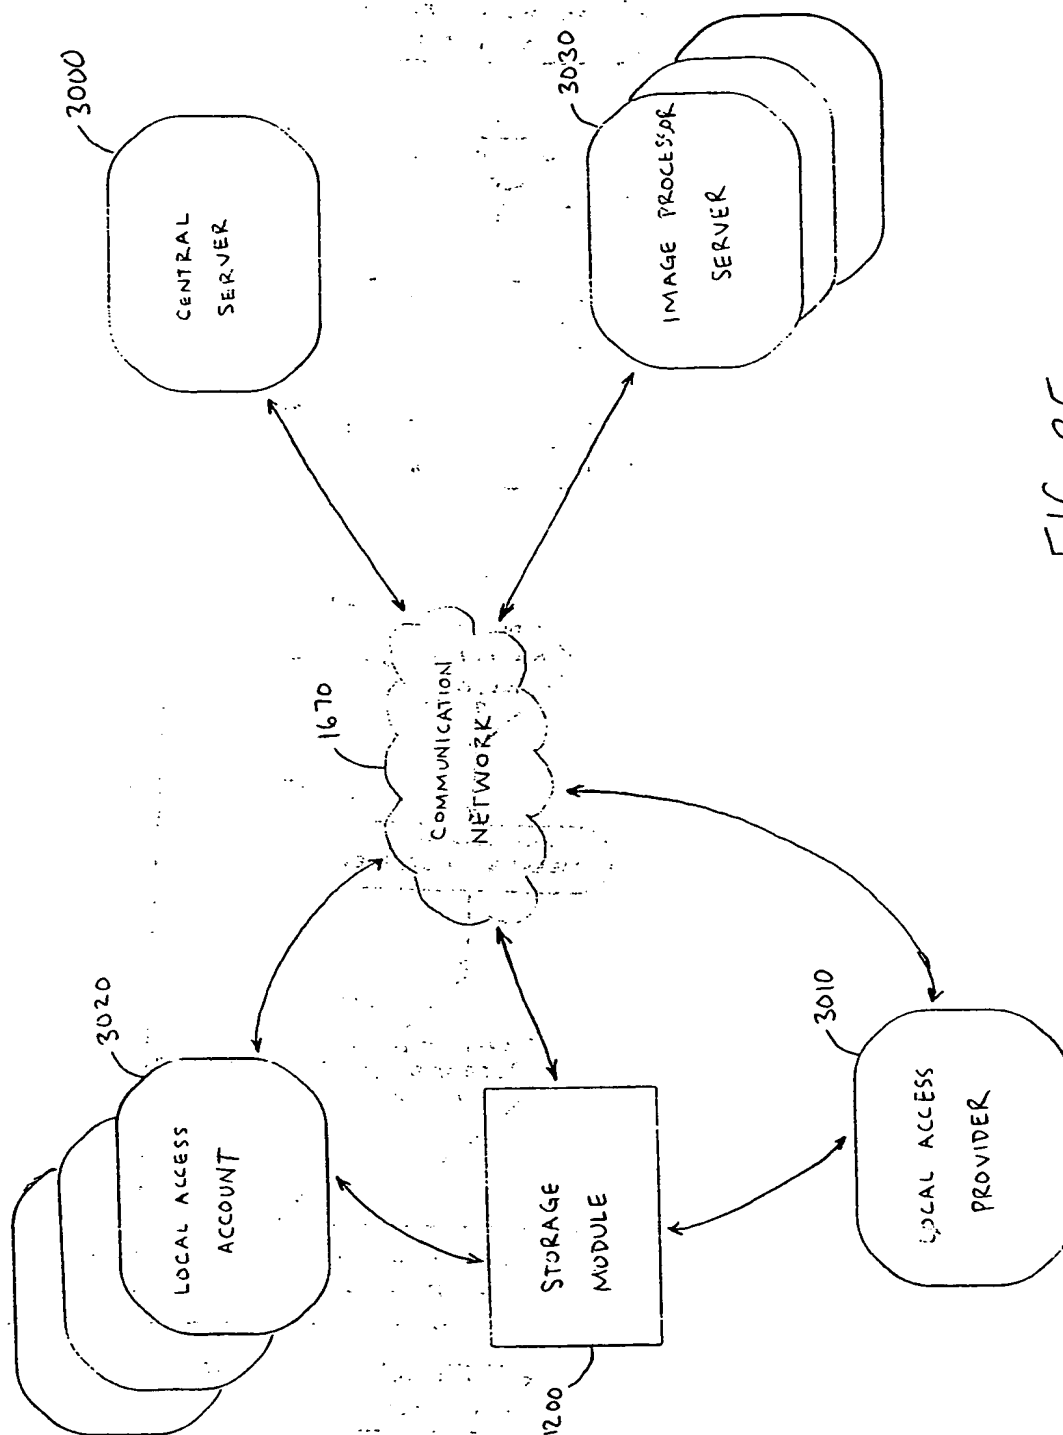 3000
CENTRAL
SERVER
3030
IMAGE PROCESSOR
SERVER
1670
COMMUNICATION
NETWORK
3020
LOCAL ACCESS
ACCOUNT
STORAGE
MODULE
1200
3010
LOCAL ACCESS
PROVIDER